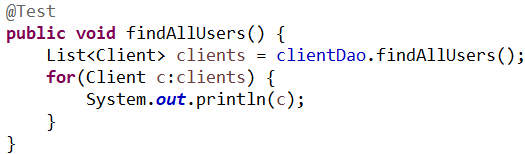 @Test
public void findAllUsers() {
    List<Client> clients = clientDao.findAllUsers();
    for(Client c:clients) {
        System.out.println(c);
    }
}